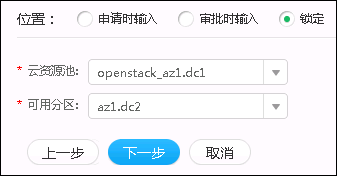 位置： 申请时输入 审批时输入 锁定
* 云资源池： openstack_az1.dc1
* 可用分区： az1.dc2
上一步 下一步 取消